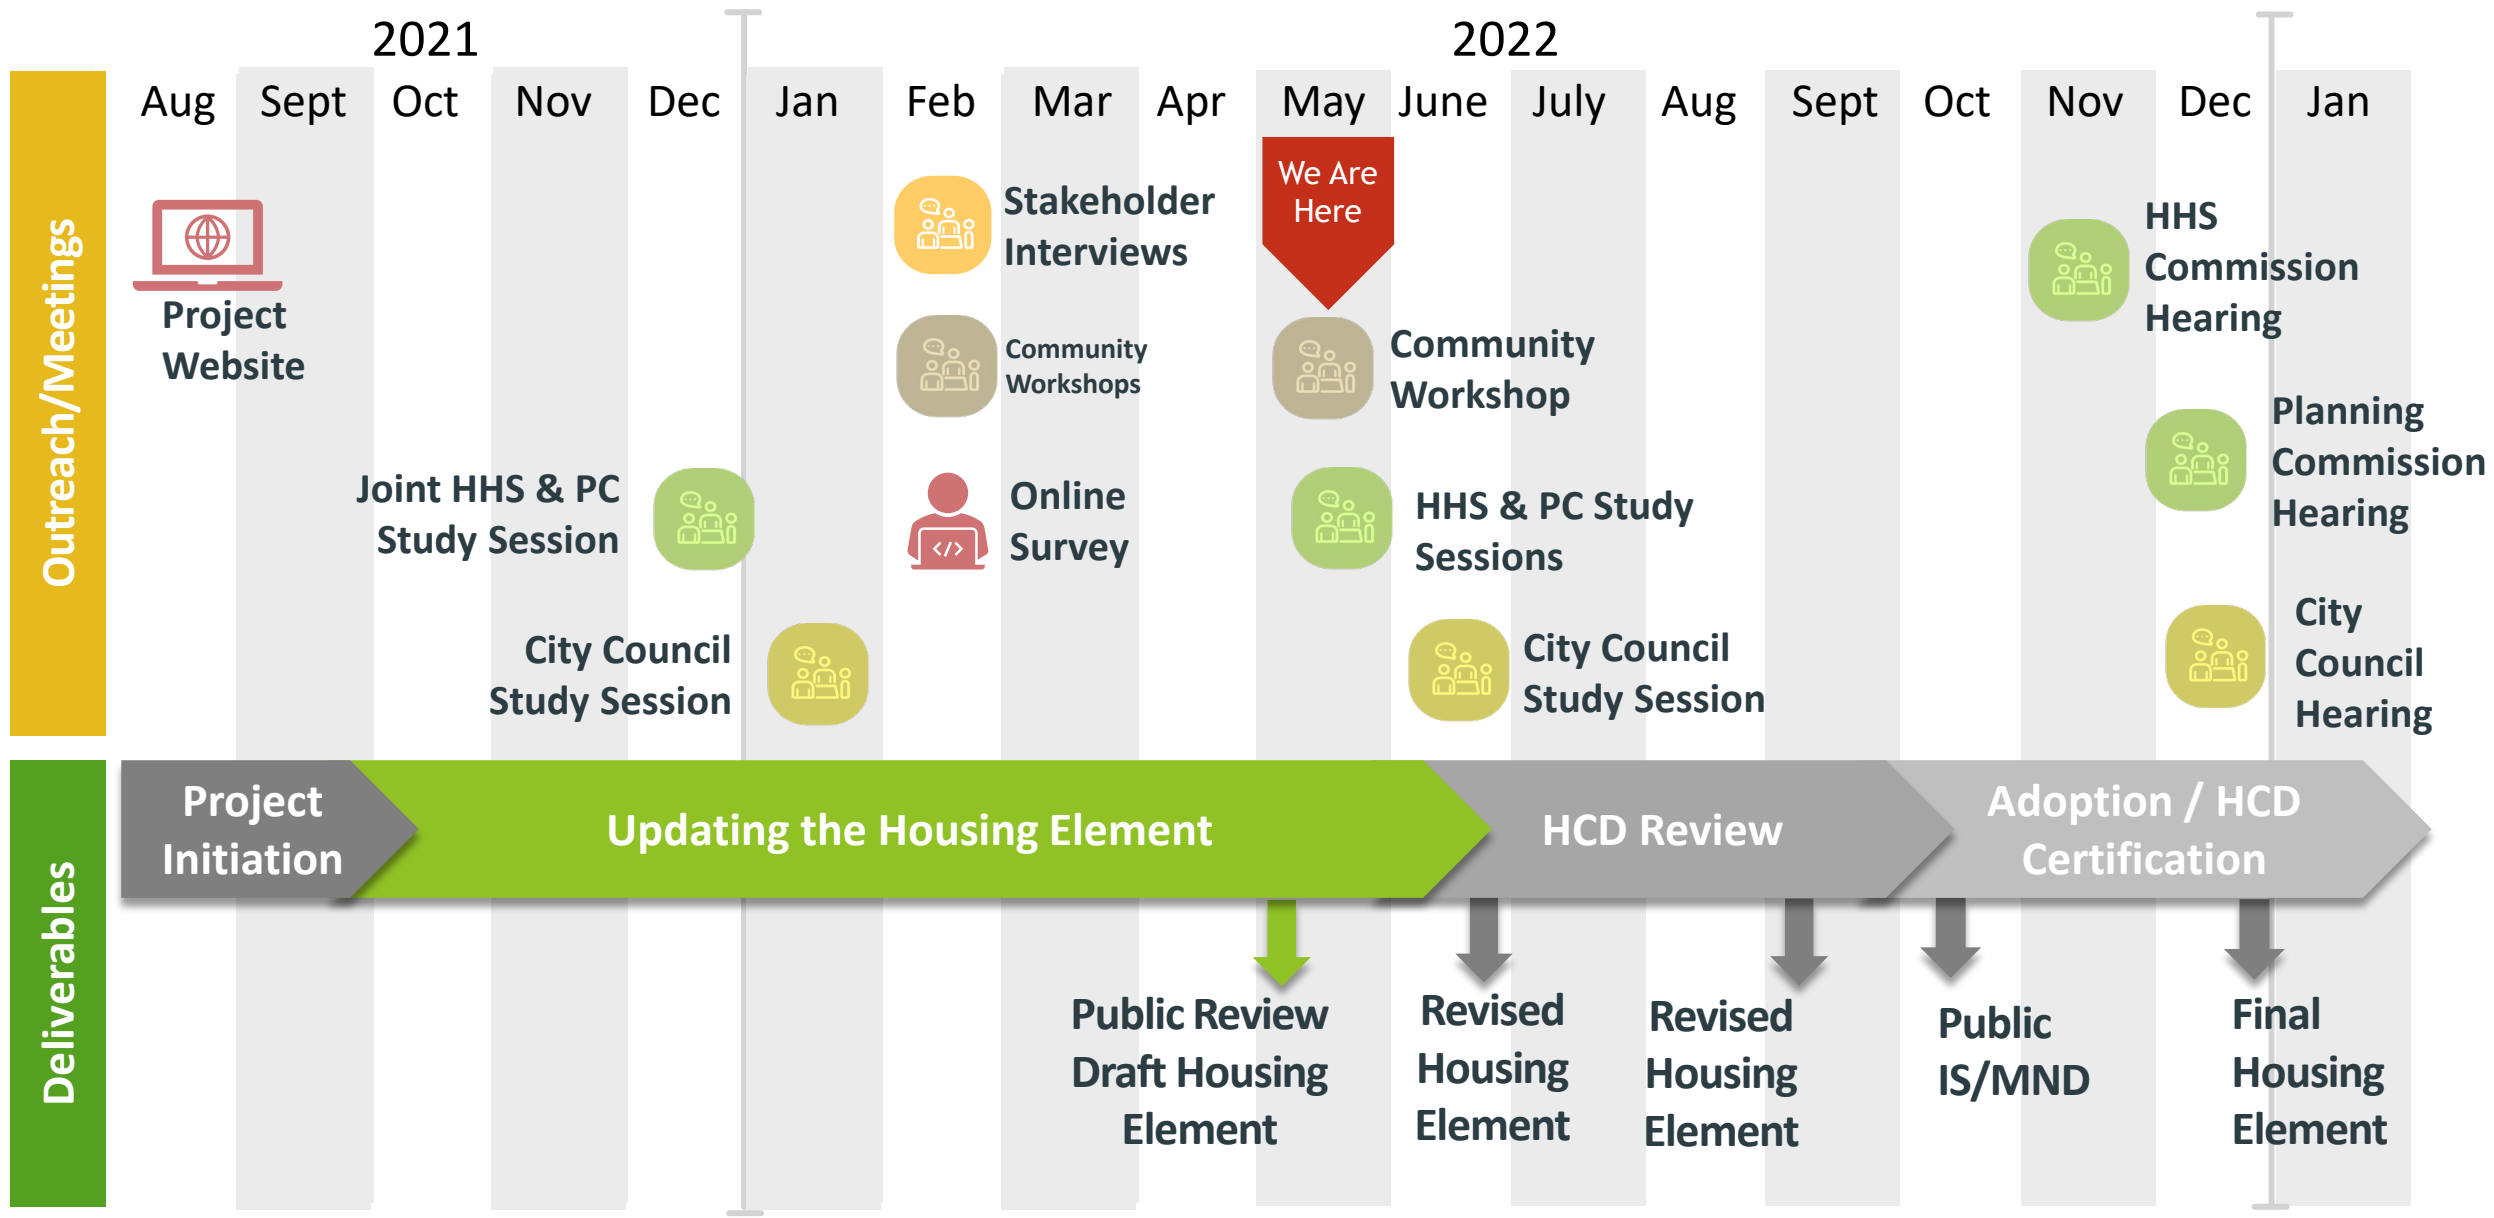 2021
2022
Aug Sept Oct Nov Dec Jan Feb Mar Apr May June July Aug Sept Oct Nov Dec Jan
Outreach/Meetings
Project
Website
Joint HHS & PC
Study Session
City Council
Study Session
Stakeholder
Interviews
Community
Workshops
Online
Survey
We Are
Here
Community
Workshop
HHS & PC Study
Sessions
City Council
Study Session
HHS
Commission
Hearing
Planning
Commission
Hearing
City
Council
Hearing
Deliverables
Project
Initiation
Updating the Housing Element
HCD Review
Adoption / HCD
Certification
Public Review
Draft Housing
Element
Revised
Housing
Element
Revised
Housing
Element
Public
IS/MND
Final
Housing
Element